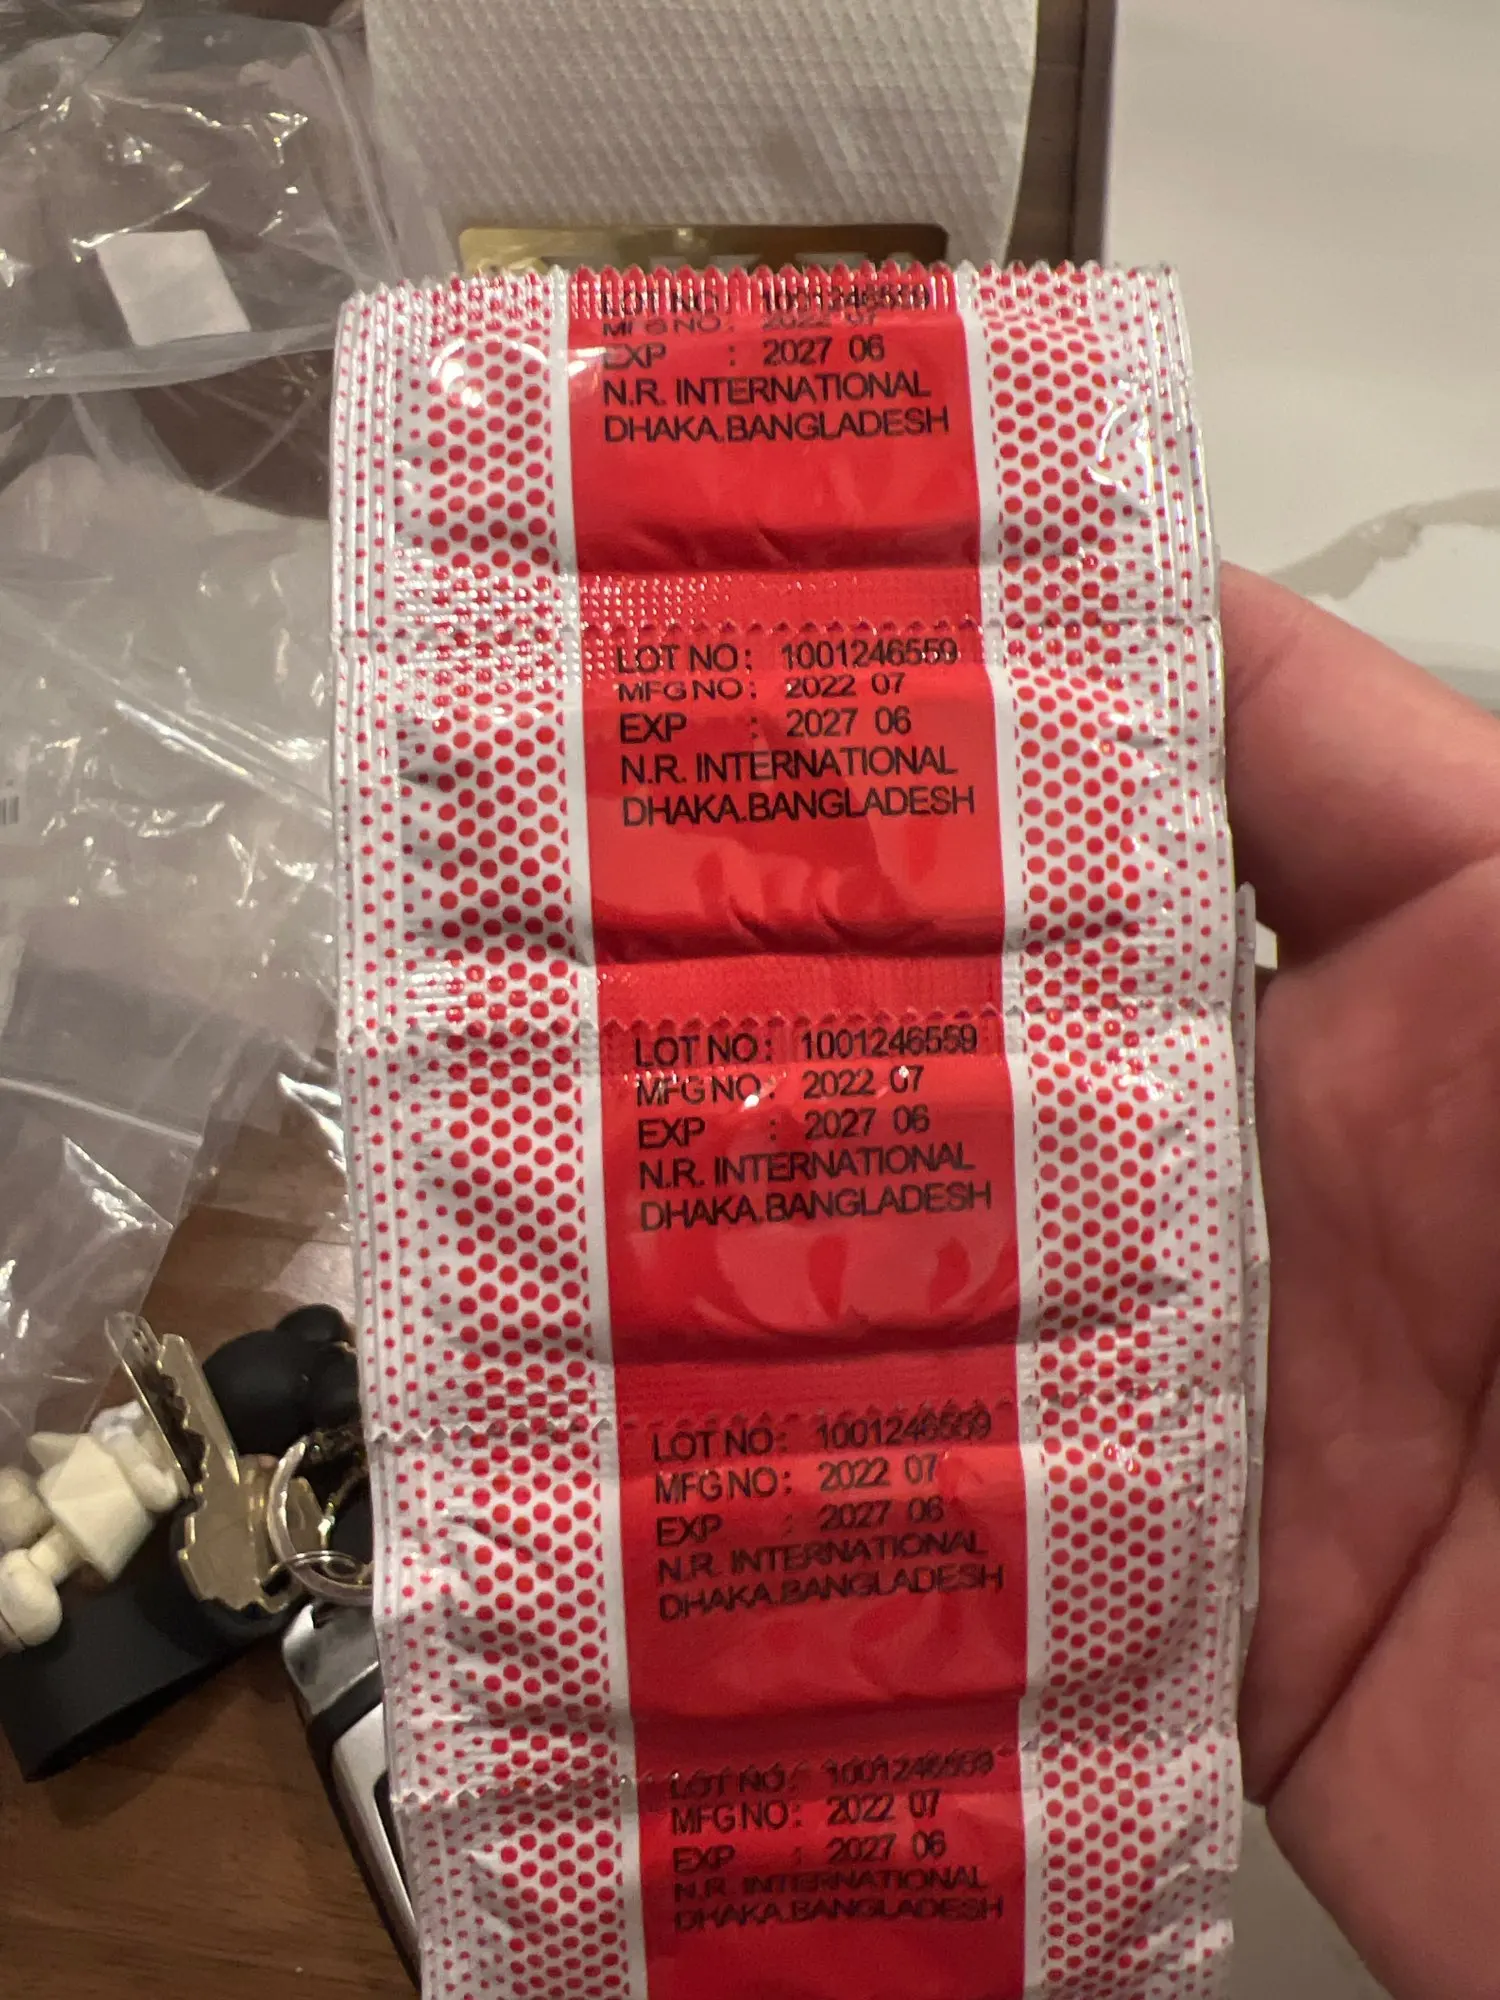 LOT NO: 1001246559
MFG NO: 2022 07
EXP : 2027 06
N.R. INTERNATIONAL
DHAKA.BANGLADESH
LOT NO: 1001246559
MFG NO: 2022 07
EXP : 2027 06
N.R. INTERNATIONAL
DHAKA.BANGLADESH
LOT NO: 1001246559
MFG NO: 2022 07
EXP : 2027 06
N.R. INTERNATIONAL
DHAKA.BANGLADESH
LOT NO: 1001246559
MFG NO: 2022 07
EXP : 2027 06
N.R. INTERNATIONAL
DHAKA.BANGLADESH
LOT NO: 1001246559
MFG NO: 2022 07
EXP : 2027 06
N.R. INTERNATIONAL
DHAKA.BANGLADESH